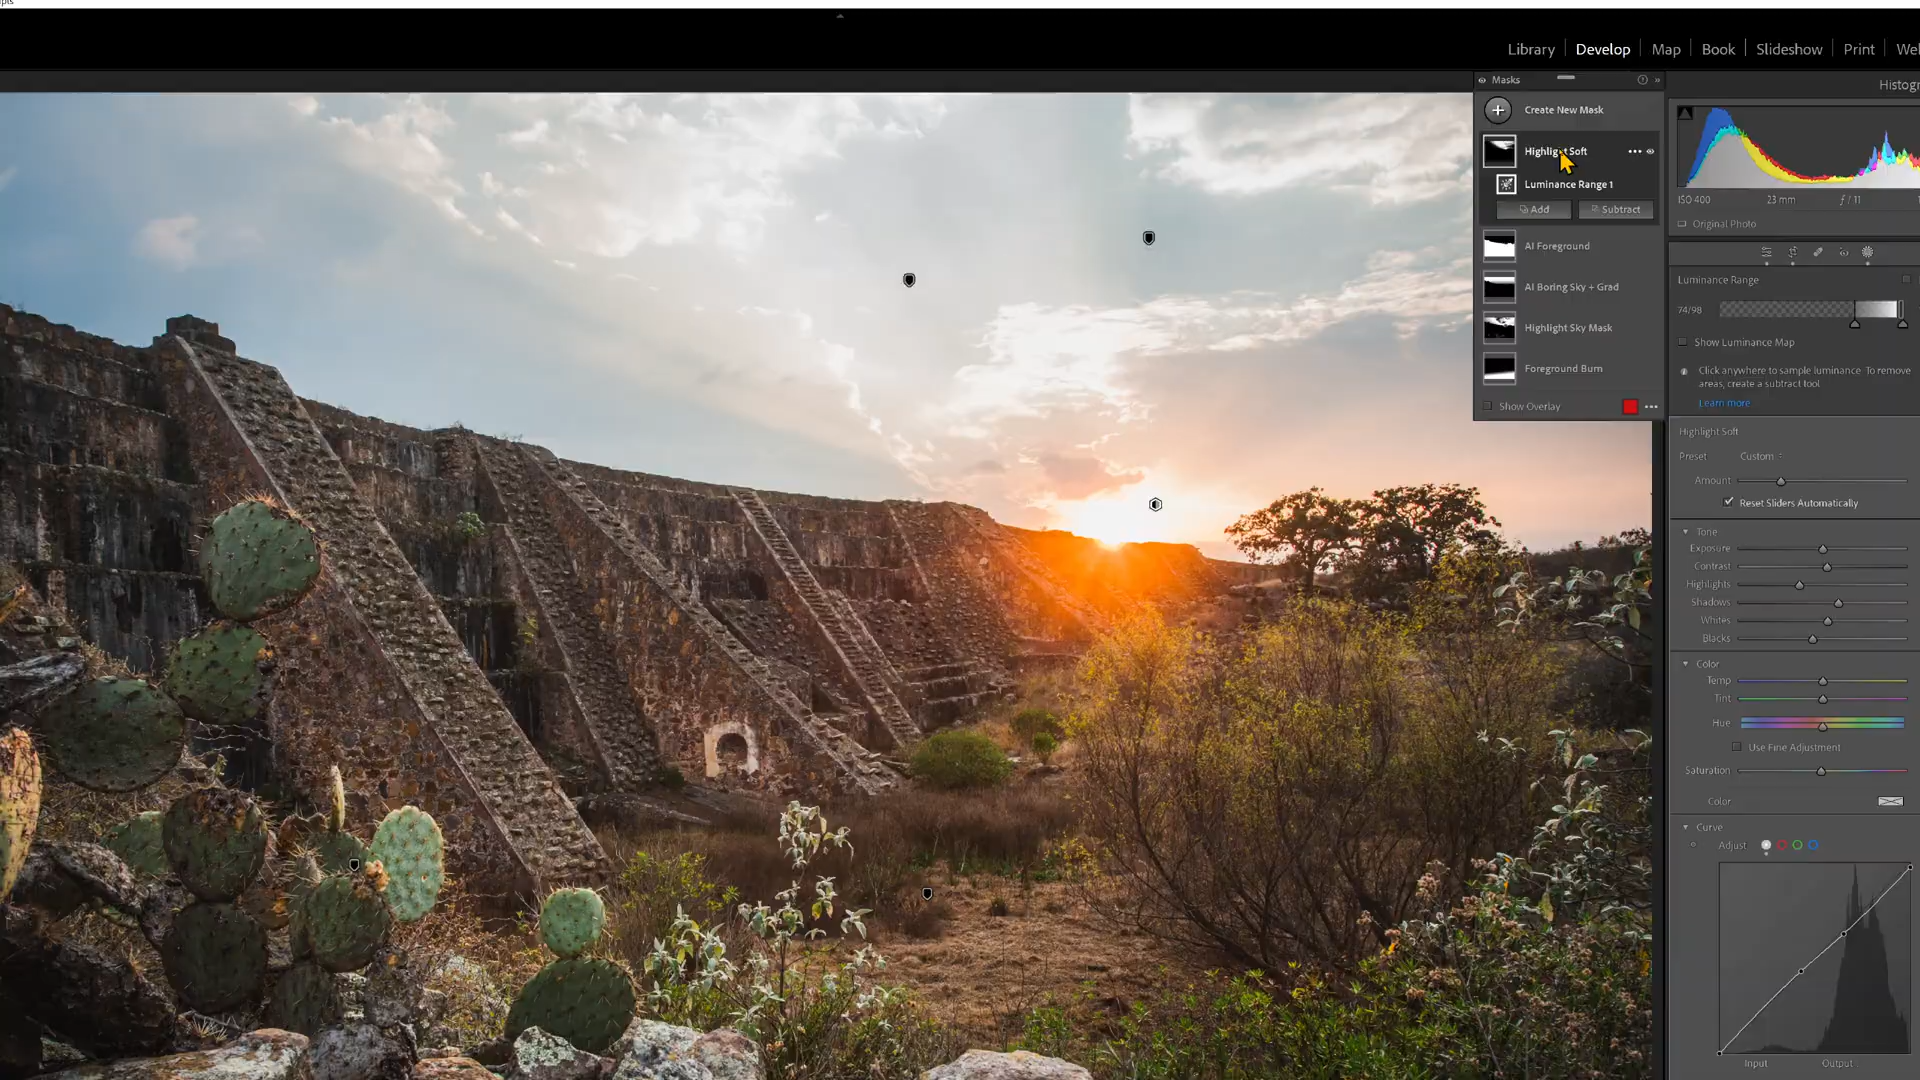 Library
Develop
Map
Book
Slideshow
Print
Masks
Create New Mask
Highlight Soft
Luminance Range 1
Add
Subtract
AI Foreground
AI Boring Sky + Grad
Highlight Sky Mask
Foreground Burn
Show Overlay
ISO 400
23 mm
ƒ / 11
Original Photo
Luminance Range
74/98
Show Luminance Map
Click anywhere to sample luminance To remove
areas, create a subtract tool
Learn more
Highlight Soft
Preset
Custom
Amount
Reset Sliders Automatically
Tone
Exposure
Contrast
Highlights
Shadows
Whites
Blacks
Color
Temp
Tint
Hue
Use Fine Adjustment
Saturation
Color
Curve
Adjust
Input
Output